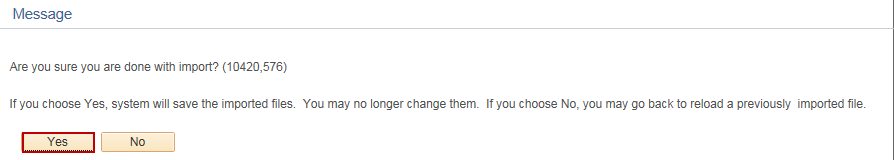 Message
Are you sure you are done with import? (10420,576)
If you choose Yes, system will save the imported files.  You may no longer change them.  If you choose No, you may go back to reload a previously  imported file.
Yes No